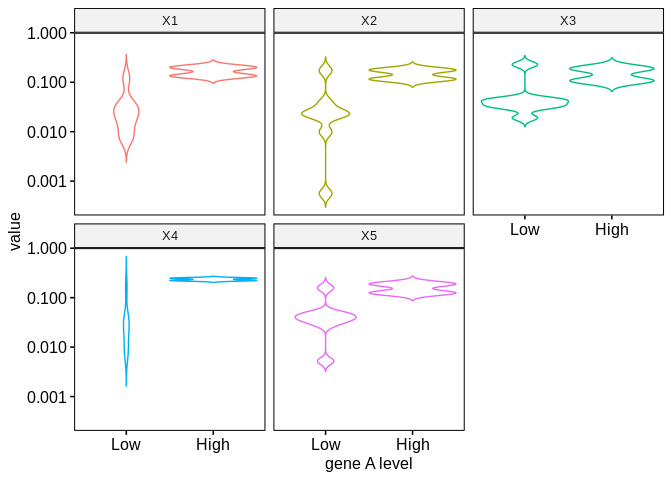 X1 X2 X3
1.000
0.100
0.010
0.001
Low High
X4 X5
1.000
0.100
0.010
0.001
Low High Low High
value
gene A level